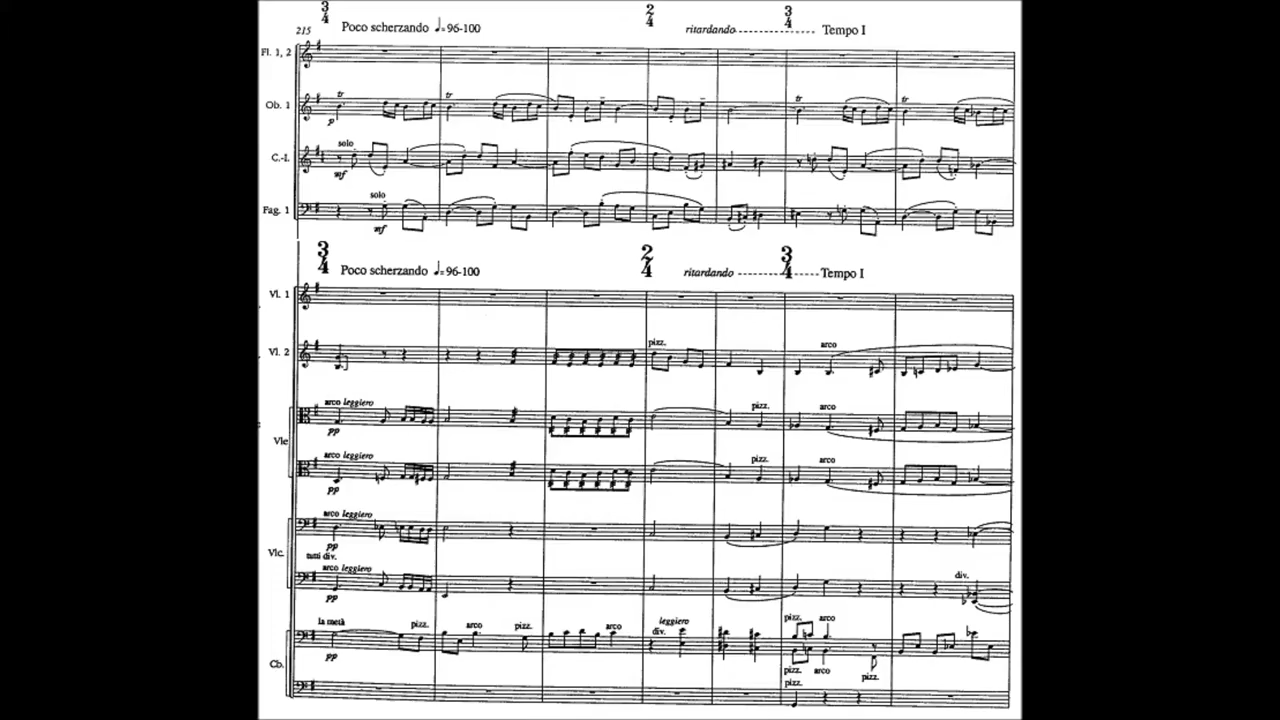 3 4 2 4 3 4
215 Poco scherzando ♩=96-100 ritardando Tempo I
Fl. 1, 2
tr tr tr tr
Ob. 1
p
solo
C.-I.
mf
solo
Fag. 1
mf
3 4 2 4 3 4
Poco scherzando ♩=96-100 ritardando Tempo I
Vl. 1
pizz. arco
Vl. 2
arco leggiero pizz. arco
pp
Vle
arco leggiero pizz. arco
pp
arco leggiero
pp
Vlc.
tutti div.
arco leggiero div.
pp
la metà pizz. arco pizz. arco div. leggiero pizz. arco
pp
Cb.
pizz. arco pizz.
pizz.